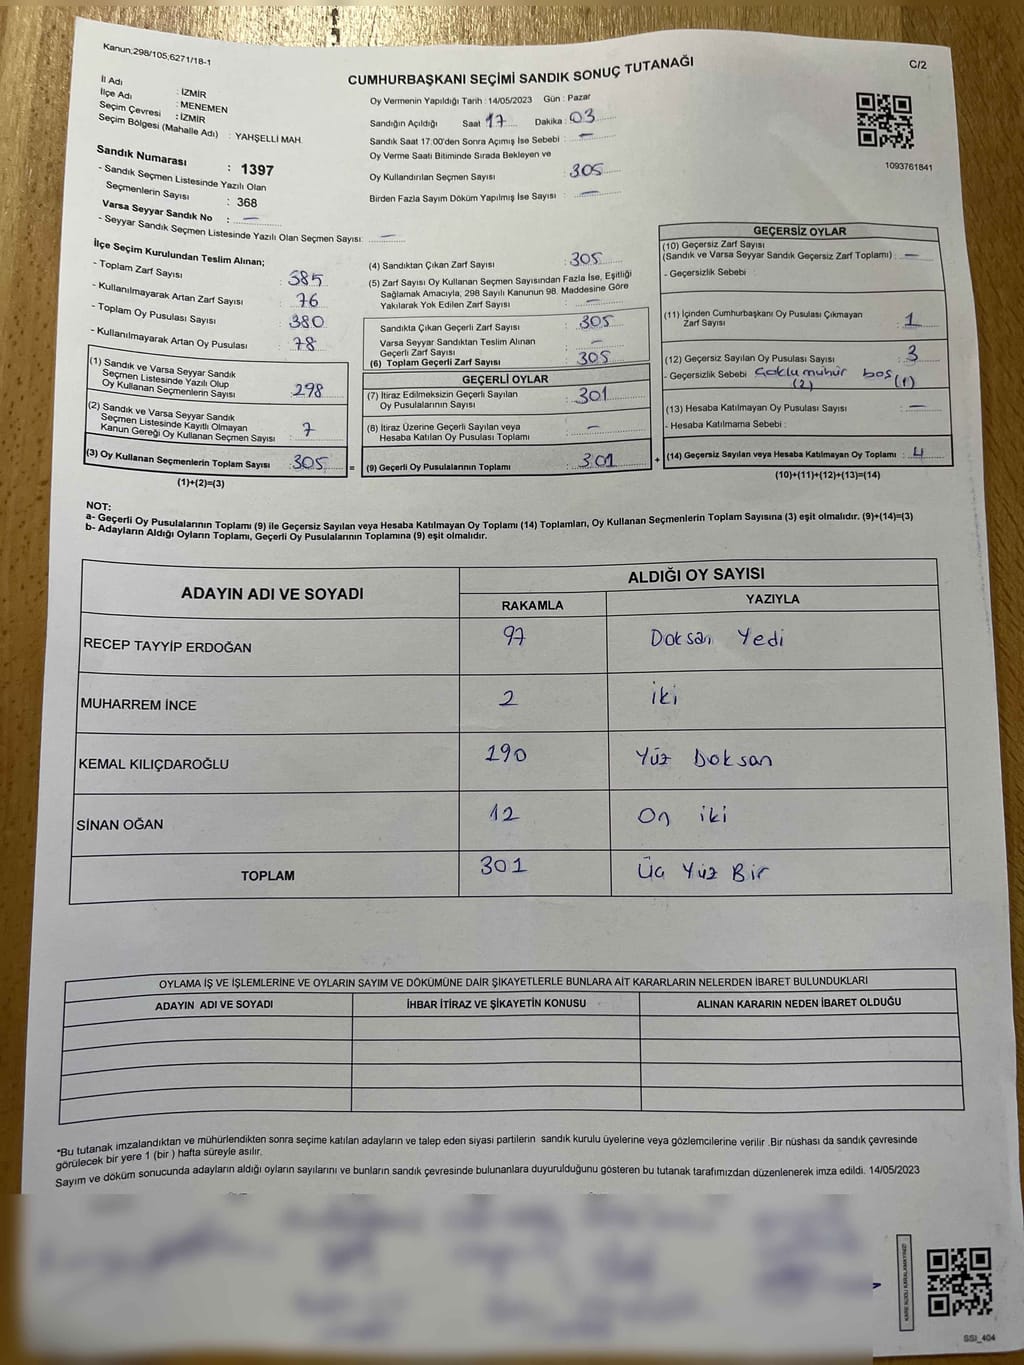 Kanun,298/105;6271/18-1
CUMHURBAŞKANI SEÇİMİ SANDIK SONUÇ TUTANAĞI
C/2
İl Adı : İZMİR
İlçe Adı : MENEMEN
Seçim Çevresi : İZMİR
Seçim Bölgesi (Mahalle Adı) : YAHŞELLİ MAH.
Sandık Numarası : 1397
- Sandık Seçmen Listesinde Yazılı Olan
Seçmenlerin Sayısı : 368
Varsa Seyyar Sandık No : —
- Seyyar Sandık Seçmen Listesinde Yazılı Olan Seçmen Sayısı: —
Oy Vermenin Yapıldığı Tarih : 14/05/2023 Gün : Pazar
Sandığın Açıldığı Saat 17 Dakika : 03
Sandık Saat 17:00'den Sonra Açımış İse Sebebi : —
Oy Verme Saati Bitiminde Sırada Bekleyen ve
Oy Kullandırılan Seçmen Sayısı : 305
Birden Fazla Sayım Döküm Yapılmış İse Sayısı : —
1093761841
İlçe Seçim Kurulundan Teslim Alınan;
- Toplam Zarf Sayısı : 385
- Kullanılmayarak Artan Zarf Sayısı : 76
- Toplam Oy Pusulası Sayısı : 380
- Kullanılmayarak Artan Oy Pusulası : 78
(1) Sandık ve Varsa Seyyar Sandık
Seçmen Listesinde Yazılı Olup
Oy Kullanan Seçmenlerin Sayısı : 298
(2) Sandık ve Varsa Seyyar Sandık
Seçmen Listesinde Kayıtlı Olmayan
Kanun Gereği Oy Kullanan Seçmen Sayısı : 7
(3) Oy Kullanan Seçmenlerin Toplam Sayısı : 305 =
(1)+(2)=(3)
(4) Sandıktan Çıkan Zarf Sayısı : 305
(5) Zarf Sayısı Oy Kullanan Seçmen Sayısından Fazla İse, Eşitliği
Sağlamak Amacıyla, 298 Sayılı Kanunun 98. Maddesine Göre
Yakılarak Yok Edilen Zarf Sayısı : —
Sandıkta Çıkan Geçerli Zarf Sayısı : 305
Varsa Seyyar Sandıktan Teslim Alınan
Geçerli Zarf Sayısı : —
(6) Toplam Geçerli Zarf Sayısı : 305
GEÇERLİ OYLAR
(7) İtiraz Edilmeksizin Geçerli Sayılan
Oy Pusulalarının Sayısı : 301
(8) İtiraz Üzerine Geçerli Sayılan veya
Hesaba Katılan Oy Pusulası Toplamı : —
(9) Geçerli Oy Pusulalarının Toplamı : 301 +
GEÇERSİZ OYLAR
(10) Geçersiz Zarf Sayısı
(Sandık ve Varsa Seyyar Sandık Geçersiz Zarf Toplamı) : —
- Geçersizlik Sebebi :
(11) İçinden Cumhurbaşkanı Oy Pusulası Çıkmayan
Zarf Sayısı : 1
(12) Geçersiz Sayılan Oy Pusulası Sayısı : 3
- Geçersizlik Sebebi Çoklu mühür boş
(2) (1)
(13) Hesaba Katılmayan Oy Pusulası Sayısı : —
- Hesaba Katılmama Sebebi :
(14) Geçersiz Sayılan veya Hesaba Katılmayan Oy Toplamı : 4
(10)+(11)+(12)+(13)=(14)
NOT:
a- Geçerli Oy Pusulalarının Toplamı (9) ile Geçersiz Sayılan veya Hesaba Katılmayan Oy Toplamı (14) Toplamları, Oy Kullanan Seçmenlerin Toplam Sayısına (3) eşit olmalıdır. (9)+(14)=(3)
b- Adayların Aldığı Oyların Toplamı, Geçerli Oy Pusulalarının Toplamına (9) eşit olmalıdır.
ADAYIN ADI VE SOYADI ALDIĞI OY SAYISI
RAKAMLA YAZIYLA
RECEP TAYYİP ERDOĞAN 97 Doksan Yedi
MUHARREM İNCE 2 iki
KEMAL KILIÇDAROĞLU 190 Yüz Doksan
SİNAN OĞAN 12 On iki
TOPLAM 301 Üç Yüz Bir
OYLAMA İŞ VE İŞLEMLERİNE VE OYLARIN SAYIM VE DÖKÜMÜNE DAİR ŞİKAYETLERLE BUNLARA AİT KARARLARIN NELERDEN İBARET BULUNDUKLARI
ADAYIN ADI VE SOYADI İHBAR İTİRAZ VE ŞİKAYETİN KONUSU ALINAN KARARIN NEDEN İBARET OLDUĞU
*Bu tutanak imzalandıktan ve mühürlendikten sonra seçime katılan adayların ve talep eden siyasi partilerin sandık kurulu üyelerine veya gözlemcilerine verilir .Bir nüshası da sandık çevresinde
görülecek bir yere 1 (bir ) hafta süreyle asılır.
Sayım ve döküm sonucunda adayların aldığı oyların sayılarını ve bunların sandık çevresinde bulunanlara duyurulduğunu gösteren bu tutanak tarafımızdan düzenlenerek imza edildi. 14/05/2023
SSİ_404